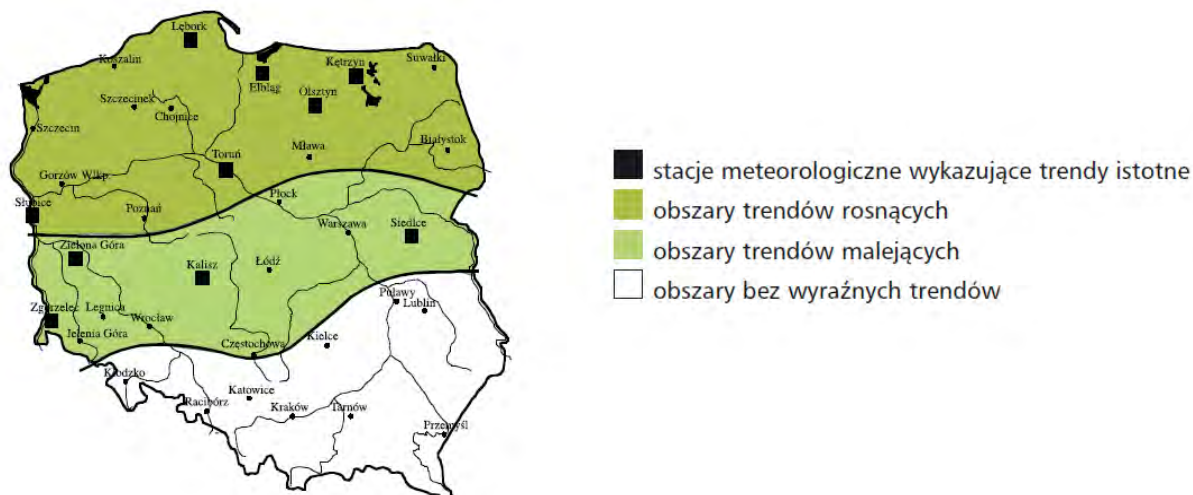 Lębork
Koszalin
Kętrzyn
Suwałki
Elbląg
Olsztyn
Szczecinek
Chojnice
Szczecin
Białystok
Mława
Toruń
Gorzów Wlkp.
Płock
Słubice
Poznań
Warszawa
Siedlce
Zielona Góra
Łódź
Kalisz
Puławy
Lublin
Zgorzelec
Legnica
Wrocław
Jelenia Góra
Częstochowa
Kielce
Kłodzko
Katowice
Racibórz
Kraków
Tarnów
Przemyśl
stacje meteorologiczne wykazujące trendy istotne
obszary trendów rosnących
obszary trendów malejących
obszary bez wyraźnych trendów